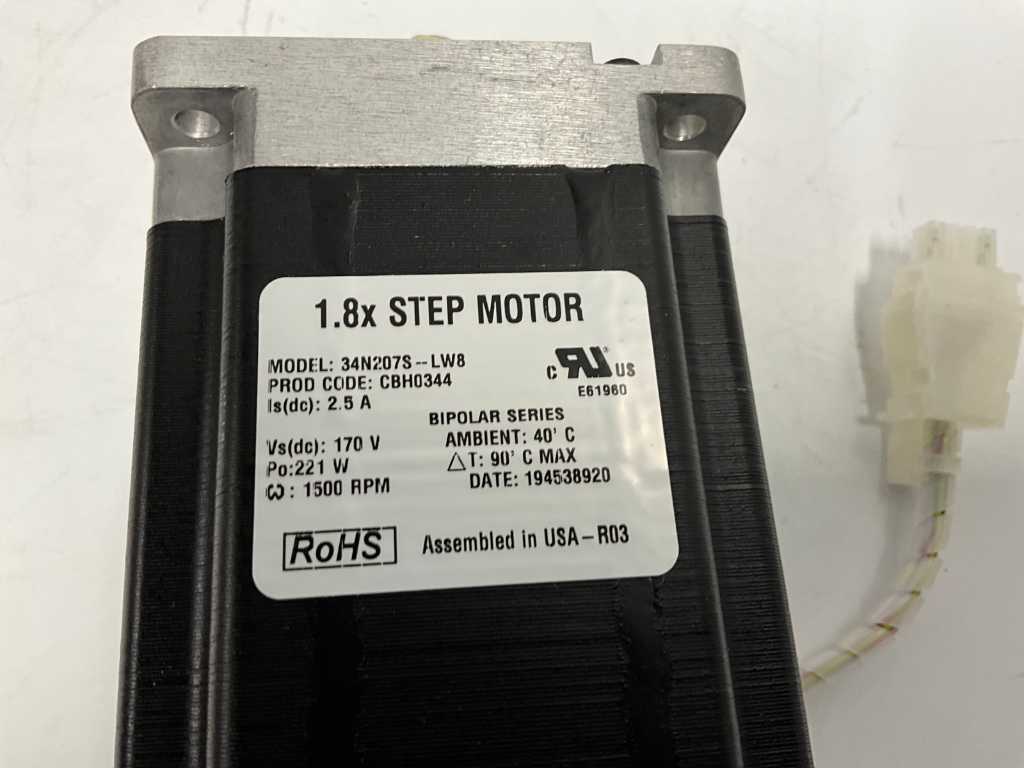 1.8x STEP MOTOR
MODEL: 34N207S--LW8
PROD CODE: CBH0344
Is(dc): 2.5 A
c RU US
E61960
BIPOLAR SERIES
Vs(dc): 170 V
AMBIENT: 40' C
Po:221 W
△T: 90' C MAX
ω: 1500 RPM
DATE: 194538920
RoHS
Assembled in USA-R03